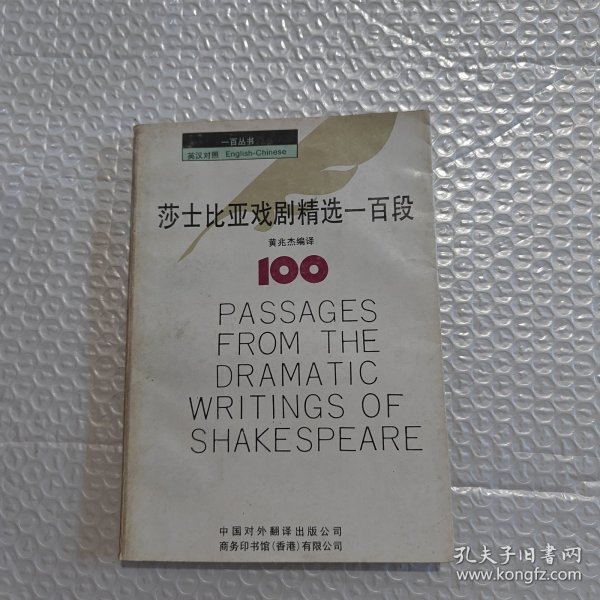 一百丛书
英汉对照 English-Chinese
莎士比亚戏剧精选一百段
黄兆杰编译
100
PASSAGES
FROM THE
DRAMATIC
WRITINGS OF
SHAKESPEARE
中国对外翻译出版公司
商务印书馆(香港)有限公司
孔夫子旧书网
www.kongfz.com